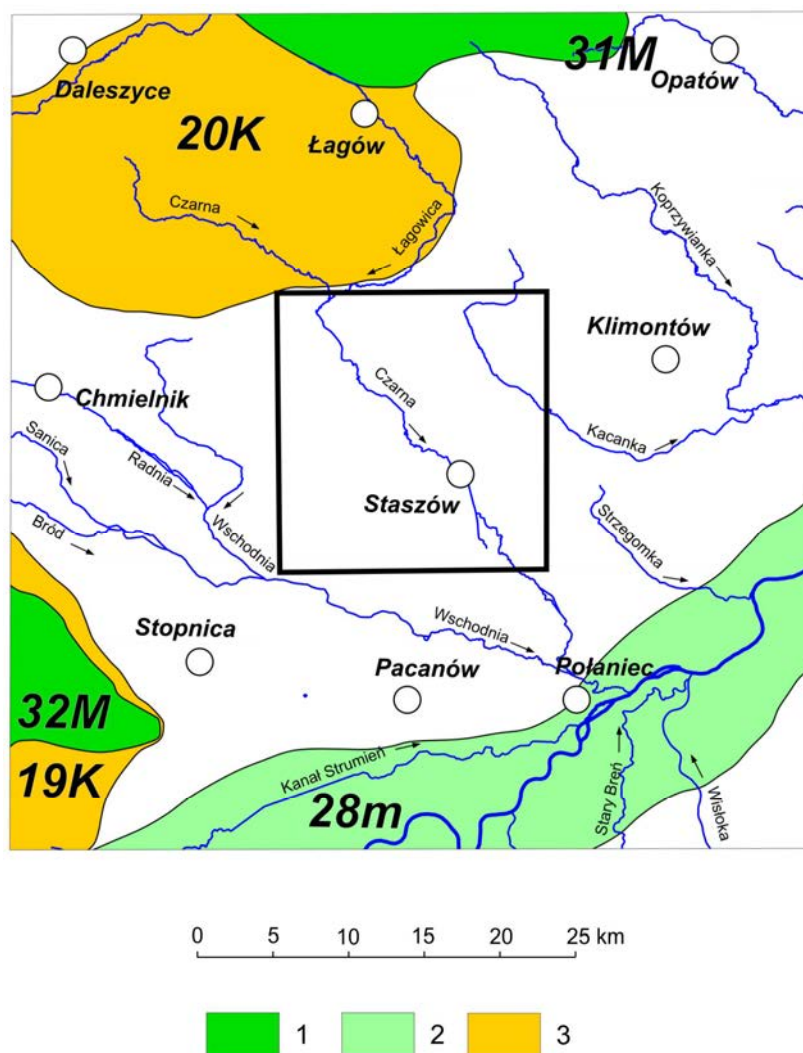 31M
Opatów
Daleszyce
20K
Łagów
Czarna
Łagowica
Koprzywianka
Klimontów
Chmielnik
Czarna
Sanica
Radnia
Kacanka
Staszów
Bród
Wschodnia
Strzegomka
Stopnica
Wschodnia
Pacanów
Połaniec
32M
19K
Kanał Strumień
28m
Stary Breń
Wisłoka
0 5 10 15 20 25 km
1 2 3